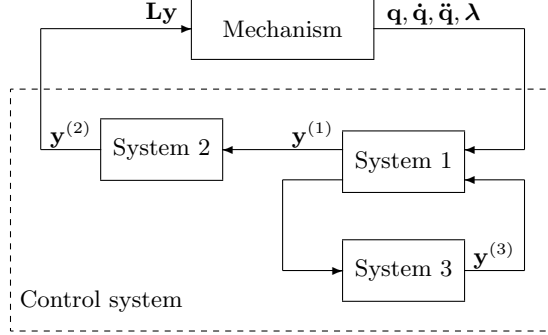 Ly
Mechanism
q, q̇, q̈, λ
y⁽²⁾
System 2
y⁽¹⁾
System 1
System 3
y⁽³⁾
Control system